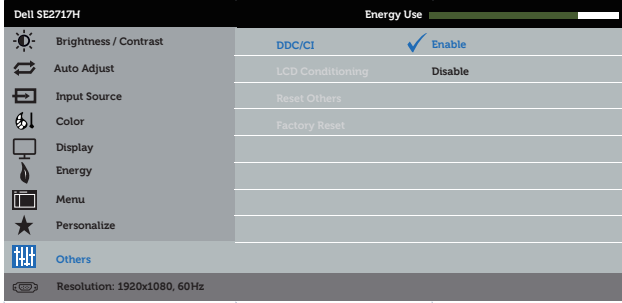 Dell SE2717H Energy Use
Brightness / Contrast DDC/CI Enable
Auto Adjust LCD Conditioning Disable
Input Source Reset Others
Color Factory Reset
Display
Energy
Menu
Personalize
Others
Resolution: 1920x1080, 60Hz